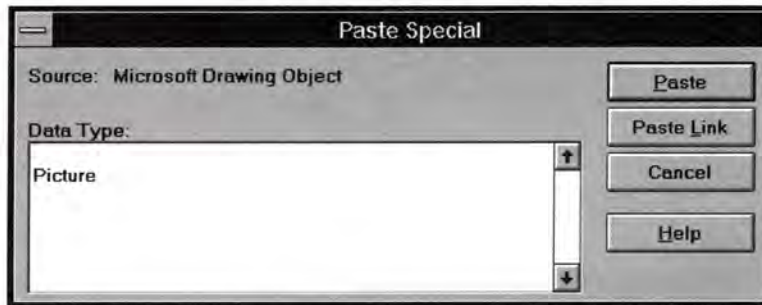 Paste Special
Source: Microsoft Drawing Object
Paste
Data Type:
Paste Link
Picture
Cancel
Help